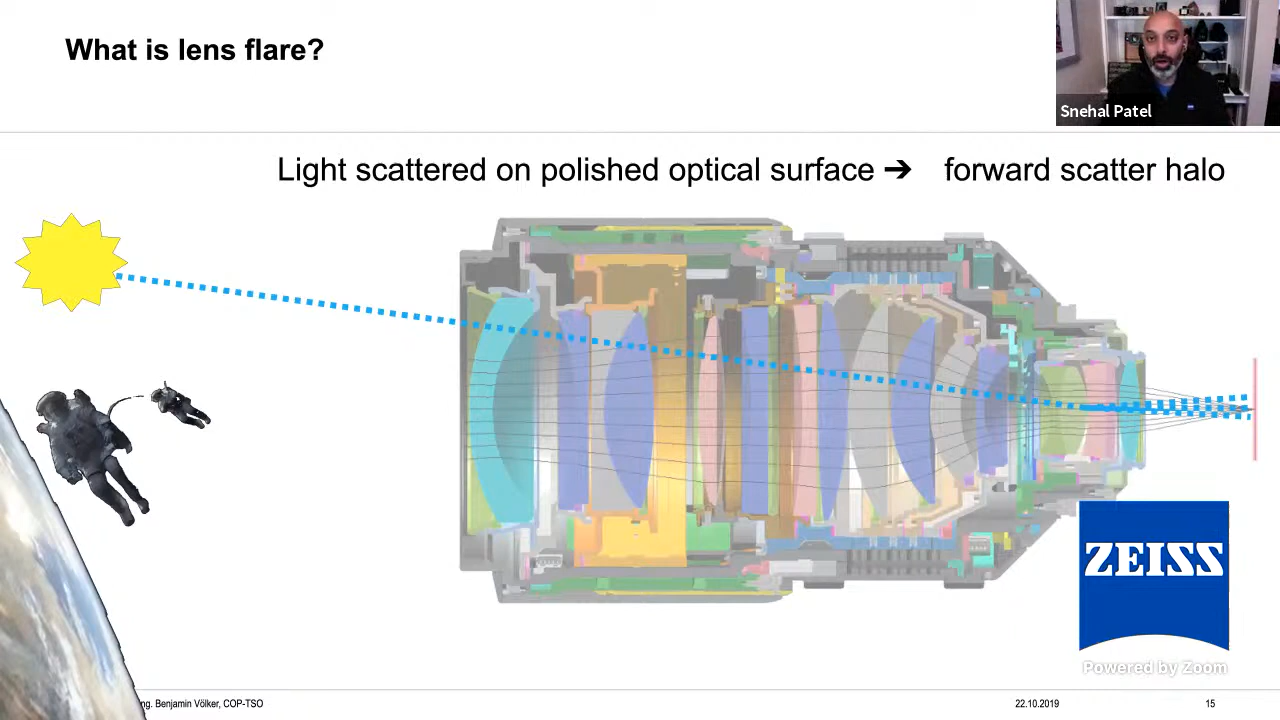 What is lens flare?
Snehal Patel
Light scattered on polished optical surface ➔ forward scatter halo
ZEISS
Powered by Zoom
ng. Benjamin Völker, COP-TSO
22.10.2019
15